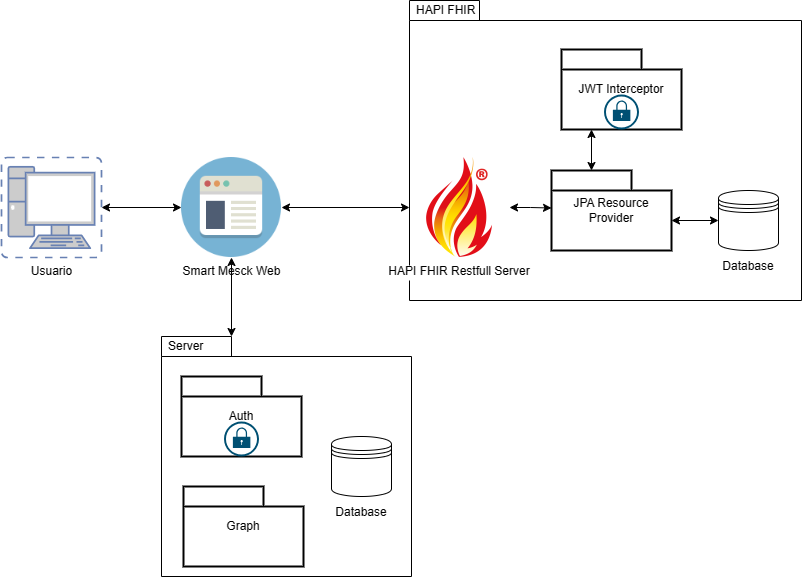 HAPI FHIR
JWT Interceptor
JPA Resource
Provider
®
Database
HAPI FHIR Restfull Server
Usuario
Smart Mesck Web
Server
Auth
Database
Graph